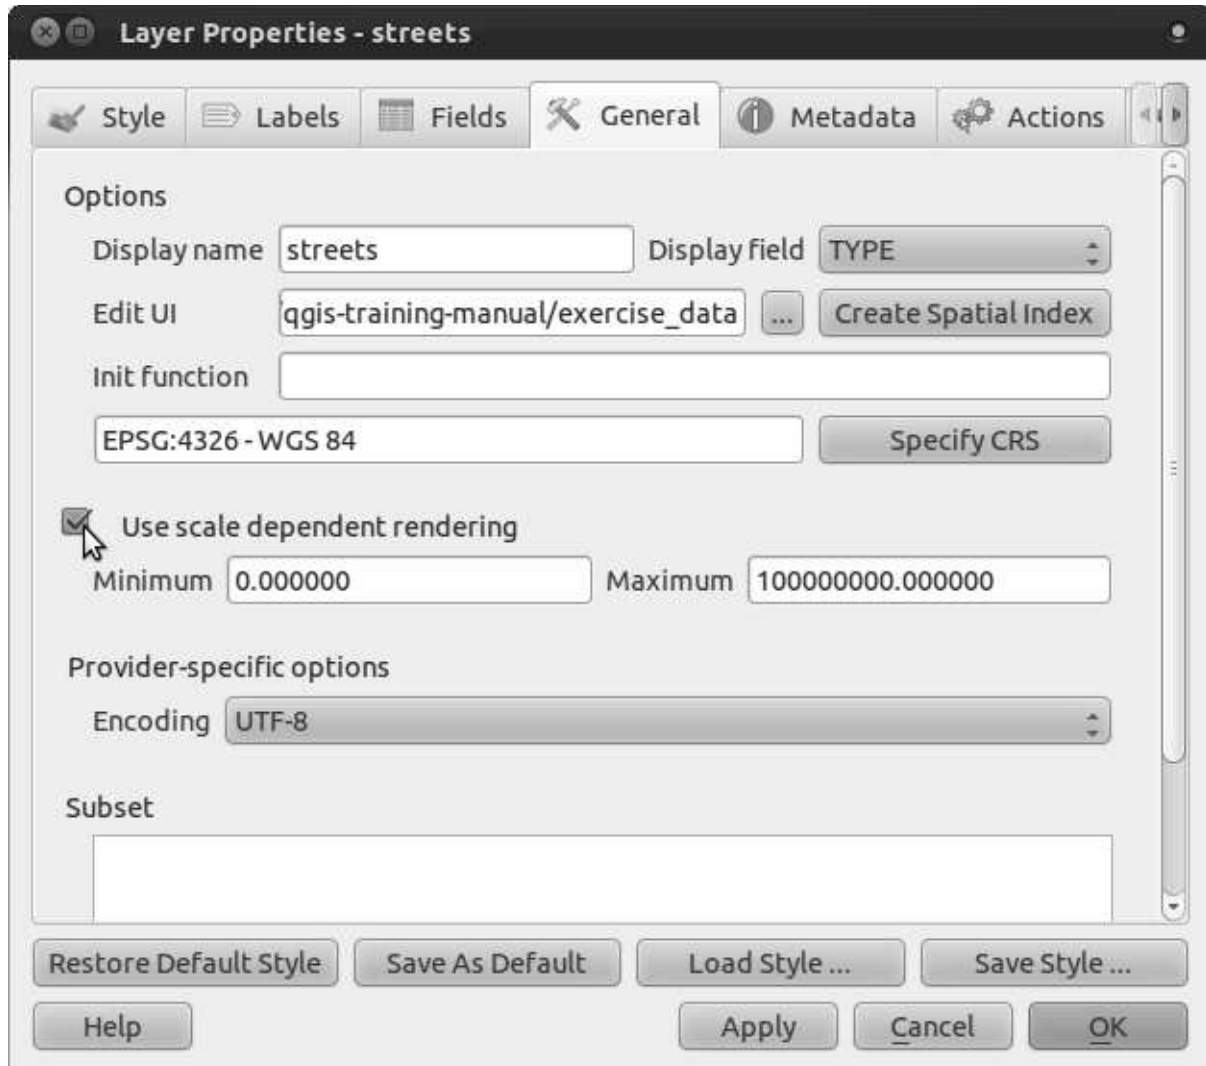 Layer Properties - streets
Style Labels Fields General Metadata Actions
Options
Display name streets Display field TYPE
Edit UI qgis-training-manual/exercise_data ... Create Spatial Index
Init function
EPSG:4326 - WGS 84 Specify CRS
Use scale dependent rendering
Minimum 0.000000 Maximum 100000000.000000
Provider-specific options
Encoding UTF-8
Subset
Restore Default Style Save As Default Load Style ... Save Style ...
Help Apply Cancel OK